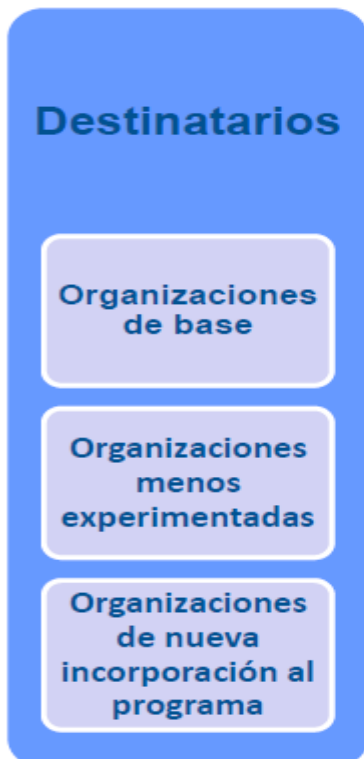 Destinatarios
Organizaciones
de base
Organizaciones
menos
experimentadas
Organizaciones
de nueva
incorporación al
programa